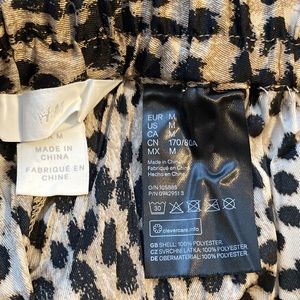 M
MADE IN
CHINA
FABRIQUÉ EN
CHINE
EUR M
US M
CA M
CN 170/80A
MX M
Made in China
Fabriqué en Chine
Hecho en China
30
clevercare.info
GB SHELL: 100% POLYESTER.
CZ SVRCHNÍ LÁTKA: 100% POLYESTER.
DE OBERMATERIAL: 100% POLYESTER